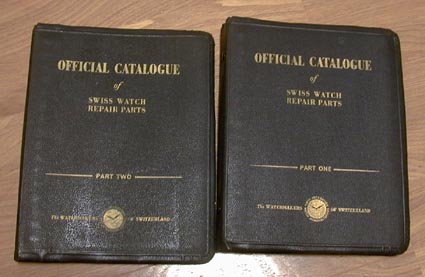 OFFICIAL CATALOGUE
of
SWISS WATCH
REPAIR PARTS
PART TWO
The WATCHMAKERS OF SWITZERLAND
OFFICIAL CATALOGUE
of
SWISS WATCH
REPAIR PARTS
PART ONE
The WATCHMAKERS OF SWITZERLAND